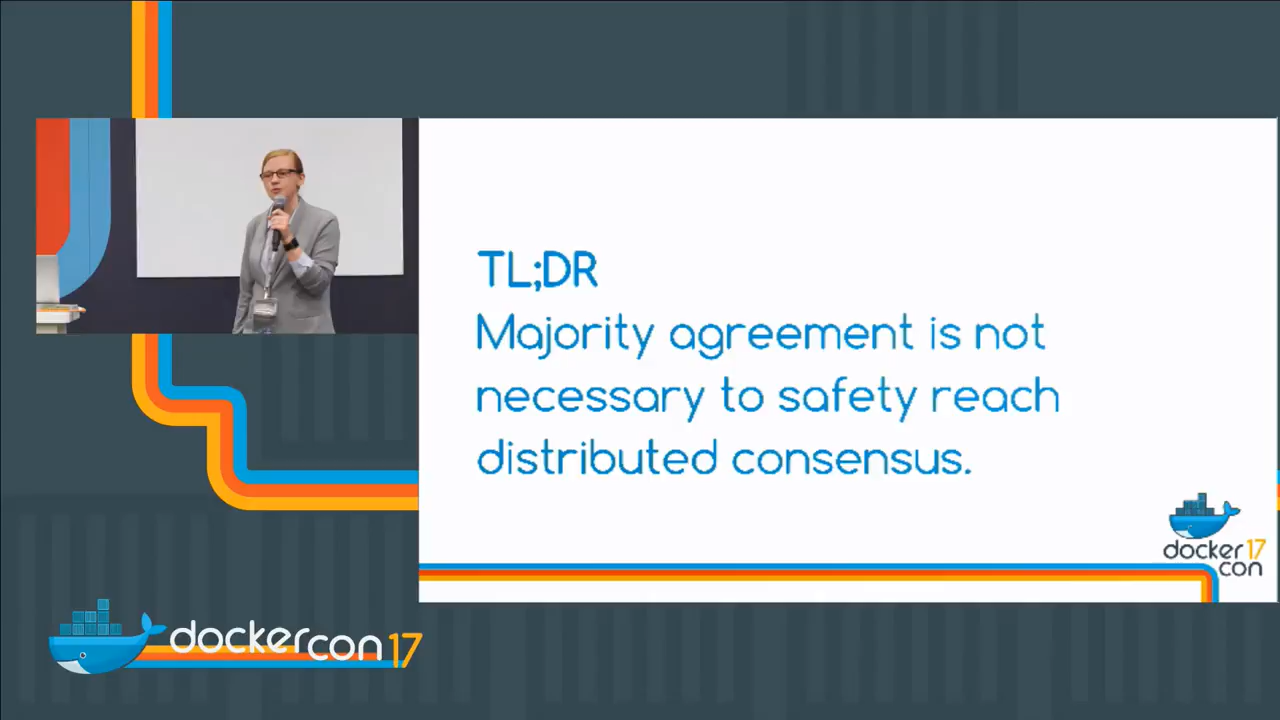 TL;DR
Majority agreement is not
necessary to safety reach
distributed consensus.
docker 17
con
dockercon 17